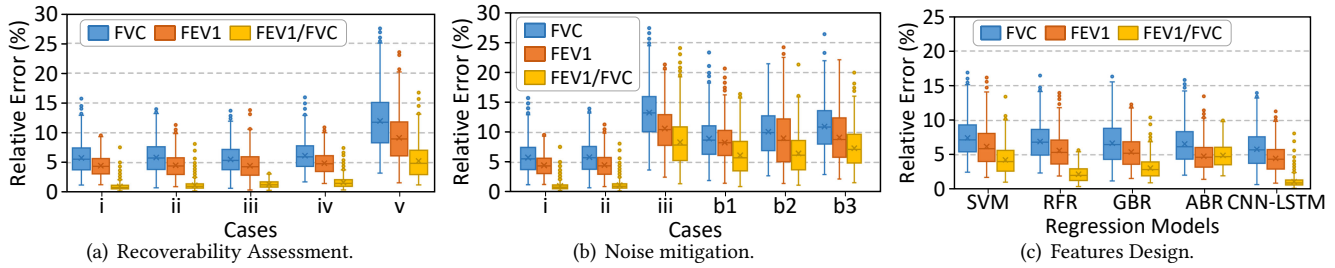 Relative Error (%)
30
25
20
15
10
5
0
FVC FEV1 FEV1/FVC
i ii iii iv v
Cases
(a) Recoverability Assessment.
Relative Error (%)
30
25
20
15
10
5
0
FVC
FEV1
FEV1/FVC
i ii iii b1 b2 b3
Cases
(b) Noise mitigation.
Relative Error (%)
25
20
15
10
5
0
FVC FEV1 FEV1/FVC
SVM RFR GBR ABR CNN-LSTM
Regression Models
(c) Features Design.